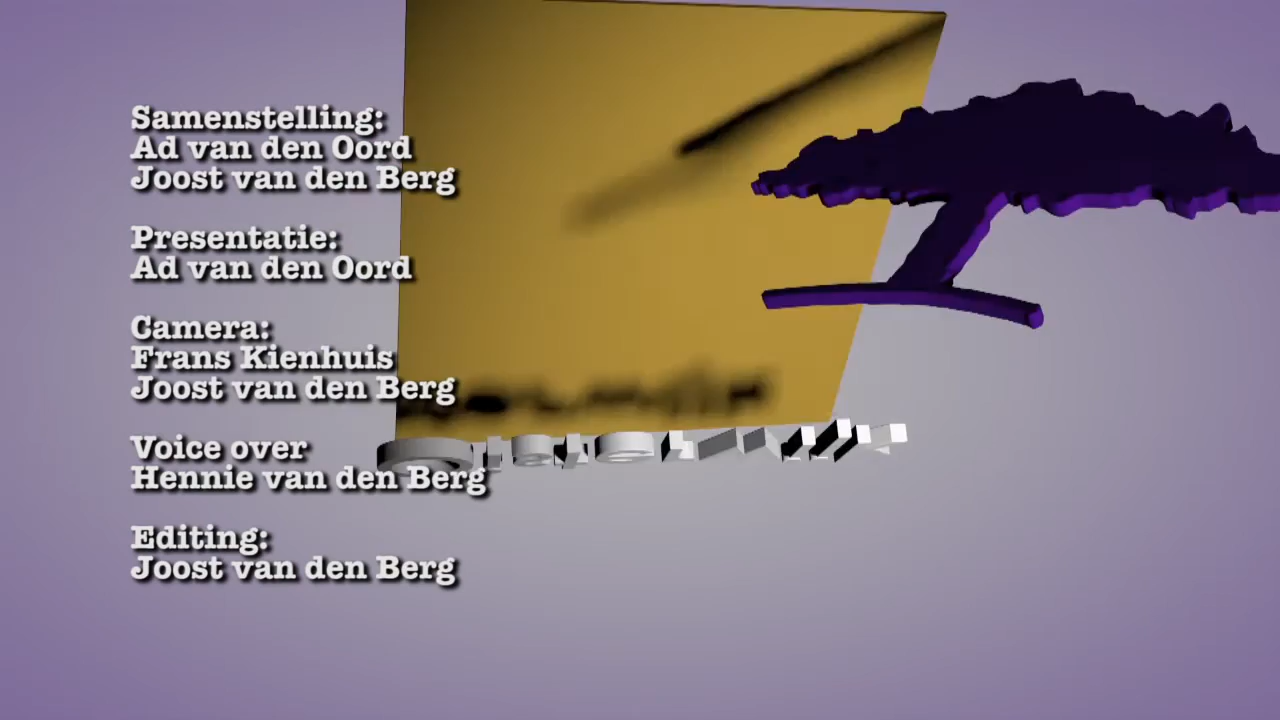 Samenstelling:
Ad van den Oord
Joost van den Berg
Presentatie:
Ad van den Oord
Camera:
Frans Kienhuis
Joost van den Berg
Voice over
Hennie van den Berg
Editing:
Joost van den Berg